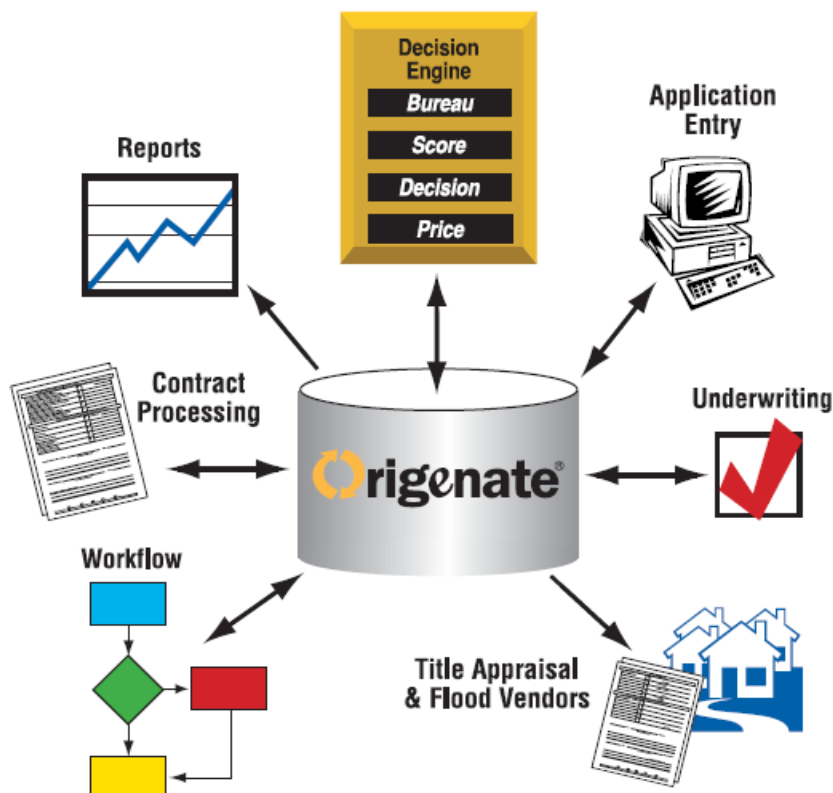 Decision
Engine
Bureau
Score
Decision
Price
Application
Entry
Reports
Contract
Processing
Underwriting
Origenate®
Workflow
Title Appraisal
& Flood Vendors